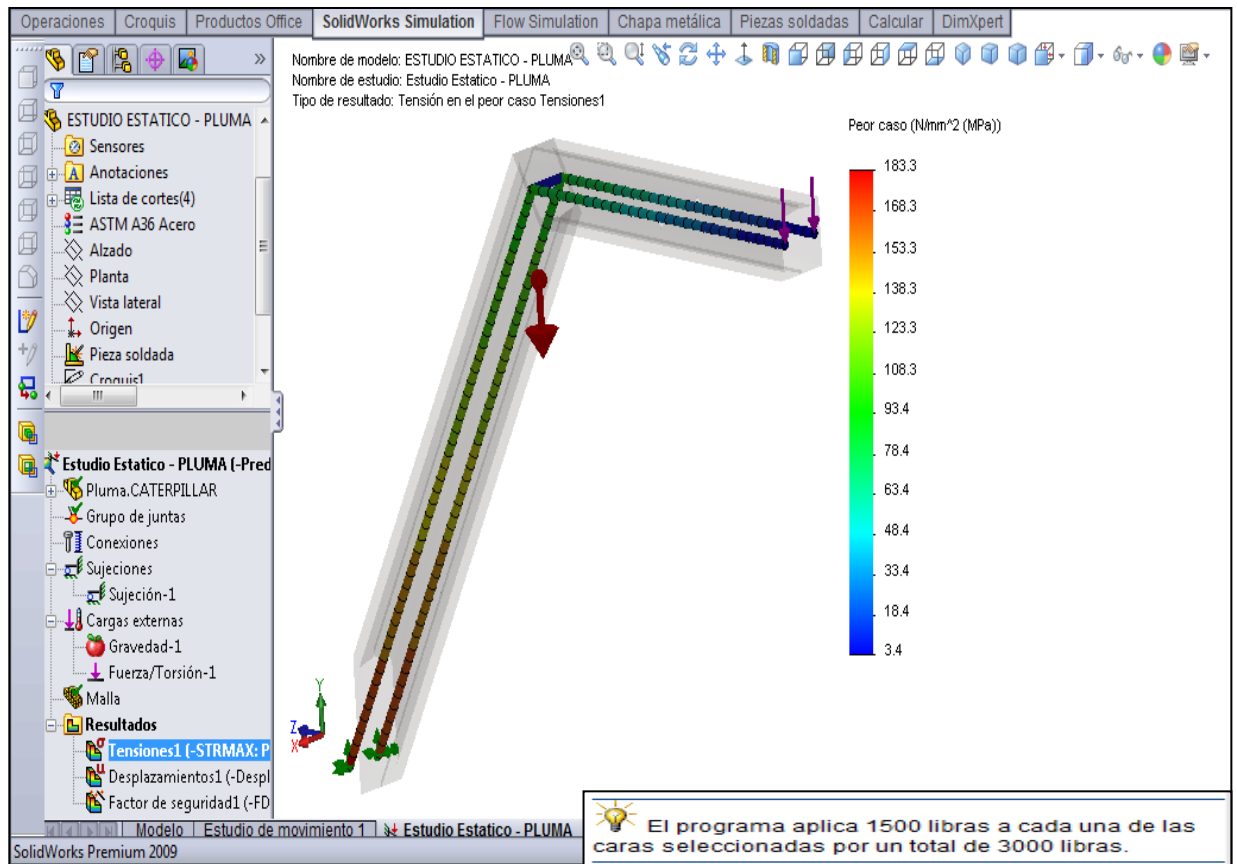 Operaciones Croquis Productos Office SolidWorks Simulation Flow Simulation Chapa metálica Piezas soldadas Calcular DimXpert
Nombre de modelo: ESTUDIO ESTATICO - PLUMA
Nombre de estudio: Estudio Estatico - PLUMA
Tipo de resultado: Tensión en el peor caso Tensiones1
ESTUDIO ESTATICO - PLUMA
Sensores
Anotaciones
Lista de cortes(4)
ASTM A36 Acero
Alzado
Planta
Vista lateral
Origen
Pieza soldada
Croquis1
Estudio Estatico - PLUMA (-Pred
Pluma.CATERPILLAR
Grupo de juntas
Conexiones
Sujeciones
Sujeción-1
Cargas externas
Gravedad-1
Fuerza/Torsión-1
Malla
Resultados
Tensiones1 (-STRMAX: P
Desplazamientos1 (-Despl
Factor de seguridad1 (-FD
Peor caso (N/mm^2 (MPa))
183.3
168.3
153.3
138.3
123.3
108.3
93.4
78.4
63.4
48.4
33.4
18.4
3.4
Y
Z
X
Modelo Estudio de movimiento 1 Estudio Estatico - PLUMA
SolidWorks Premium 2009
El programa aplica 1500 libras a cada una de las
caras seleccionadas por un total de 3000 libras.